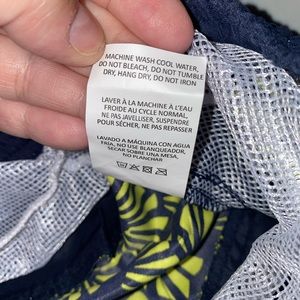 MACHINE WASH COOL WATER,
DO NOT BLEACH, DO NOT TUMBLE
DRY, HANG DRY, DO NOT IRON
LAVER À LA MACHINE À L'EAU
FROIDE AU CYCLE NORMAL,
NE PAS JAVELLISER, SUSPENDRE
POUR SÉCHER, NE PAS REPASSER
LAVADO A MÁQUINA CON AGUA
FRÍA, NO USE BLANQUEADOR,
SECAR SOBRE UNA MESA,
NO PLANCHAR